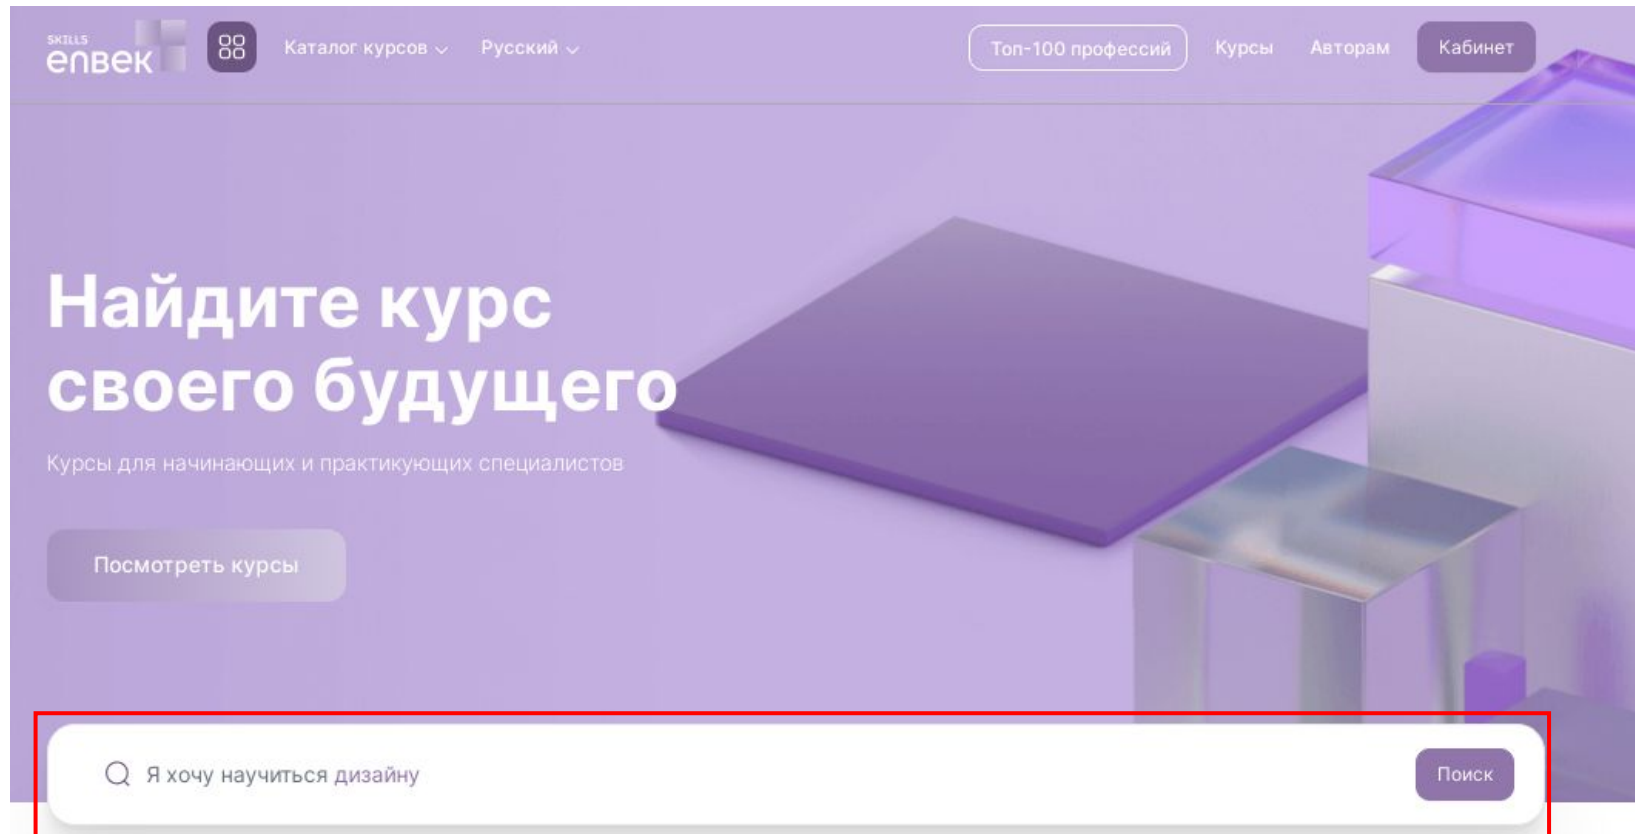 SKILLS
enbek
Каталог курсов
Русский
Топ-100 профессий
Курсы
Авторам
Кабинет
Найдите курс
своего будущего
Курсы для начинающих и практикующих специалистов
Посмотреть курсы
Я хочу научиться дизайну
Поиск